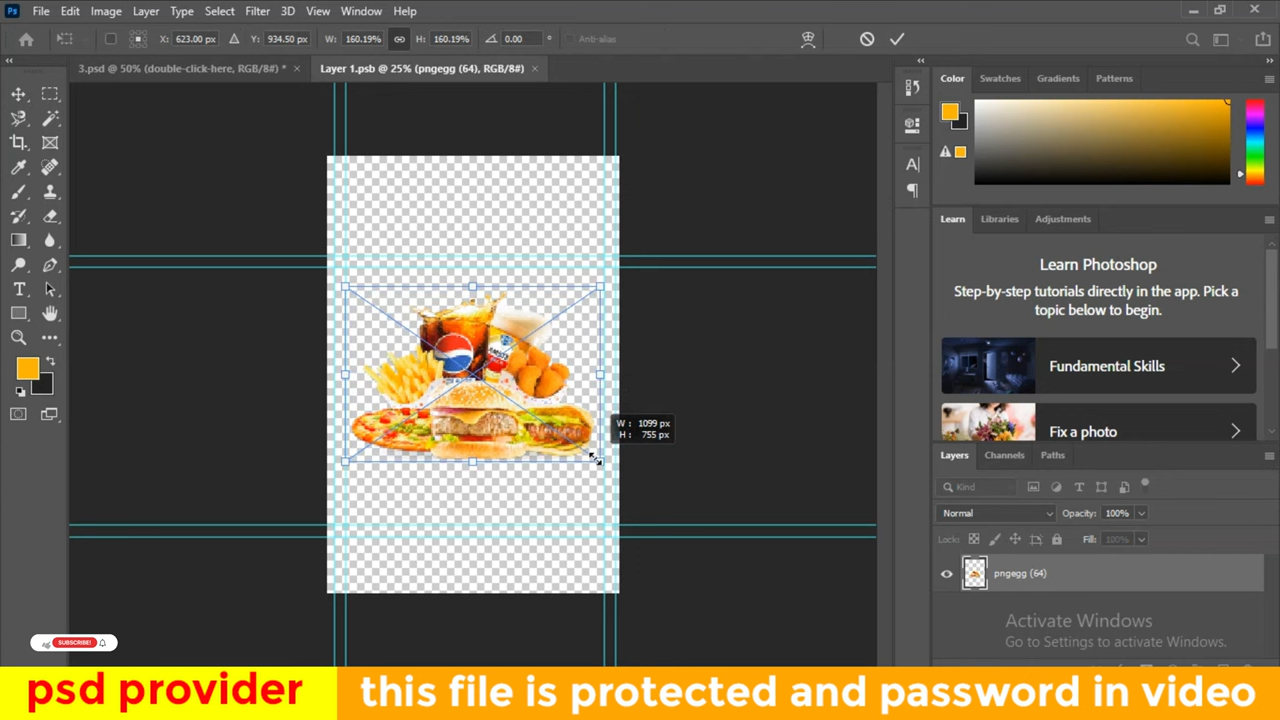 Ps File Edit Image Layer Type Select Filter 3D View Window Help
X: 623.00 px Y: 934.50 px W: 160.19% H: 160.19% 0.00 ° Anti-alias
3.psd @ 50% (double-click-here, RGB/8#) * × Layer 1.psb @ 25% (pngegg (64), RGB/8#) ×
Color Swatches Gradients Patterns
Learn Libraries Adjustments
Learn Photoshop
Step-by-step tutorials directly in the app. Pick a
topic below to begin.
Fundamental Skills
Fix a photo
W : 1099 px
H : 755 px
Layers Channels Paths
Kind
Normal Opacity: 100%
Lock: Fill: 100%
pngegg (64)
Activate Windows
Go to Settings to activate Windows.
SUBSCRIBE!
psd provider this file is protected and password in video